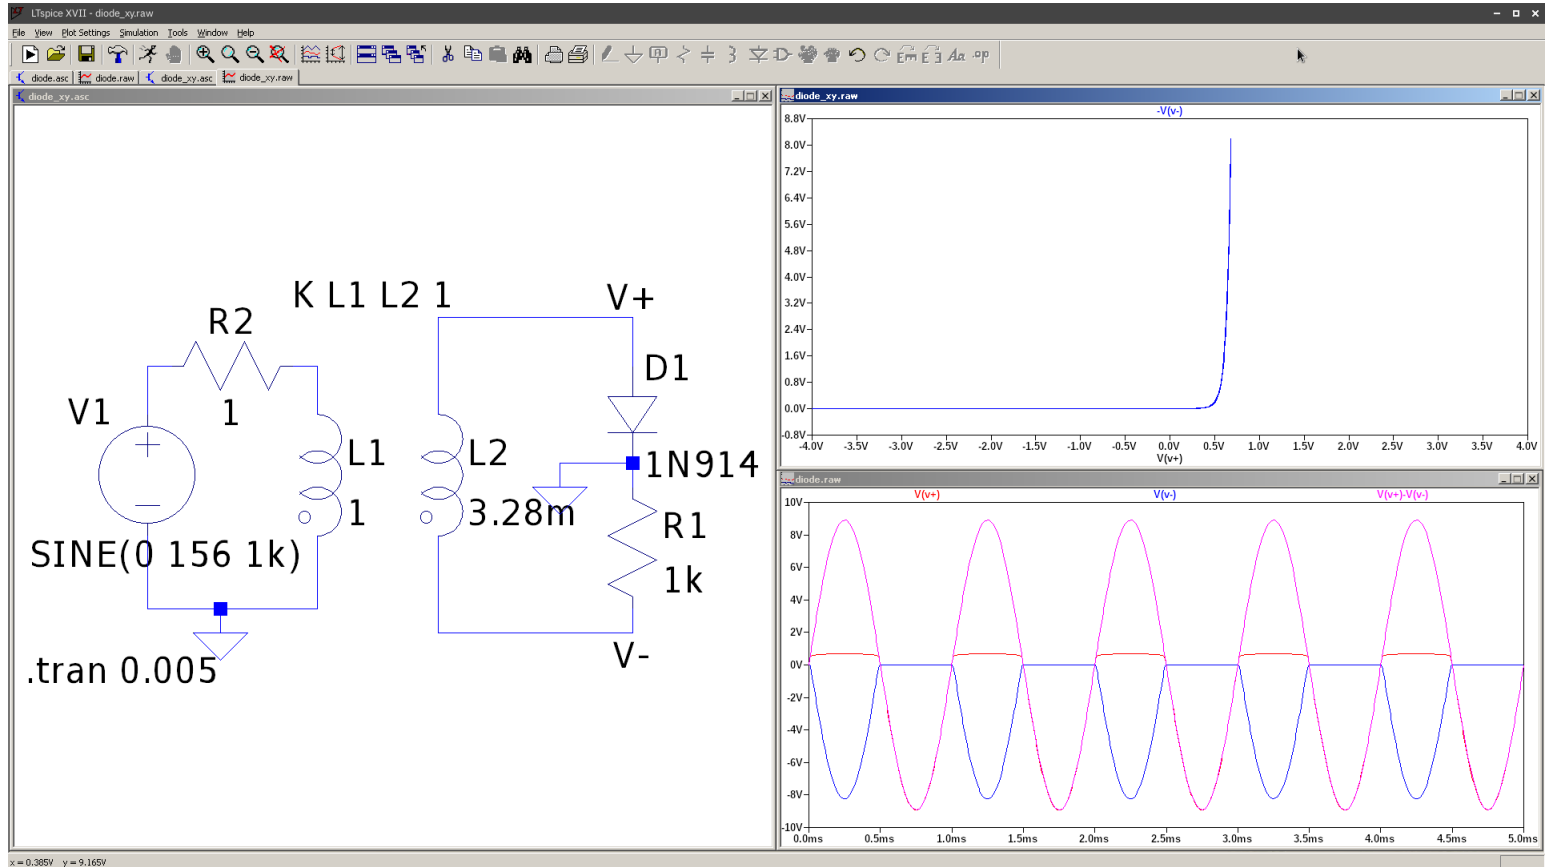 LTspice XVII - diode_xy.raw
File View Plot Settings Simulation Tools Window Help
diode.asc diode.raw diode_xy.asc diode_xy.raw
diode_xy.asc
K L1 L2 1
R2
1
V1
SINE(0 156 1k)
L1
1
L2
3.28m
V+
D1
1N914
R1
1k
V-
.tran 0.005
diode_xy.raw
-V(v-)
8.8V
8.0V
7.2V
6.4V
5.6V
4.8V
4.0V
3.2V
2.4V
1.6V
0.8V
0.0V
-0.8V
-4.0V -3.5V -3.0V -2.5V -2.0V -1.5V -1.0V -0.5V 0.0V 0.5V 1.0V 1.5V 2.0V 2.5V 3.0V 3.5V 4.0V
V(v+)
diode.raw
V(v+) V(v-) V(v+)-V(v-)
10V
8V
6V
4V
2V
0V
-2V
-4V
-6V
-8V
-10V
0.0ms 0.5ms 1.0ms 1.5ms 2.0ms 2.5ms 3.0ms 3.5ms 4.0ms 4.5ms 5.0ms
x = 0.385V y = 9.165V